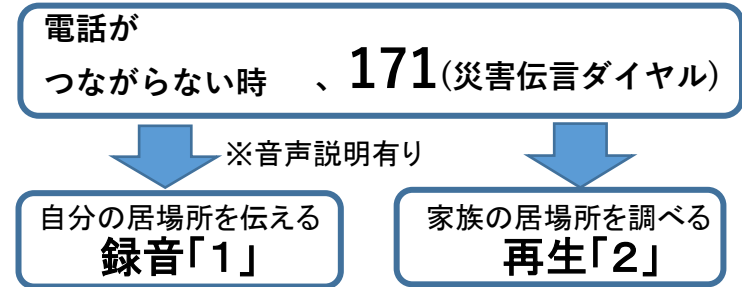 電話が
つながらない時 、171(災害伝言ダイヤル)
※音声説明有り
自分の居場所を伝える
録音「1」
家族の居場所を調べる
再生「2」